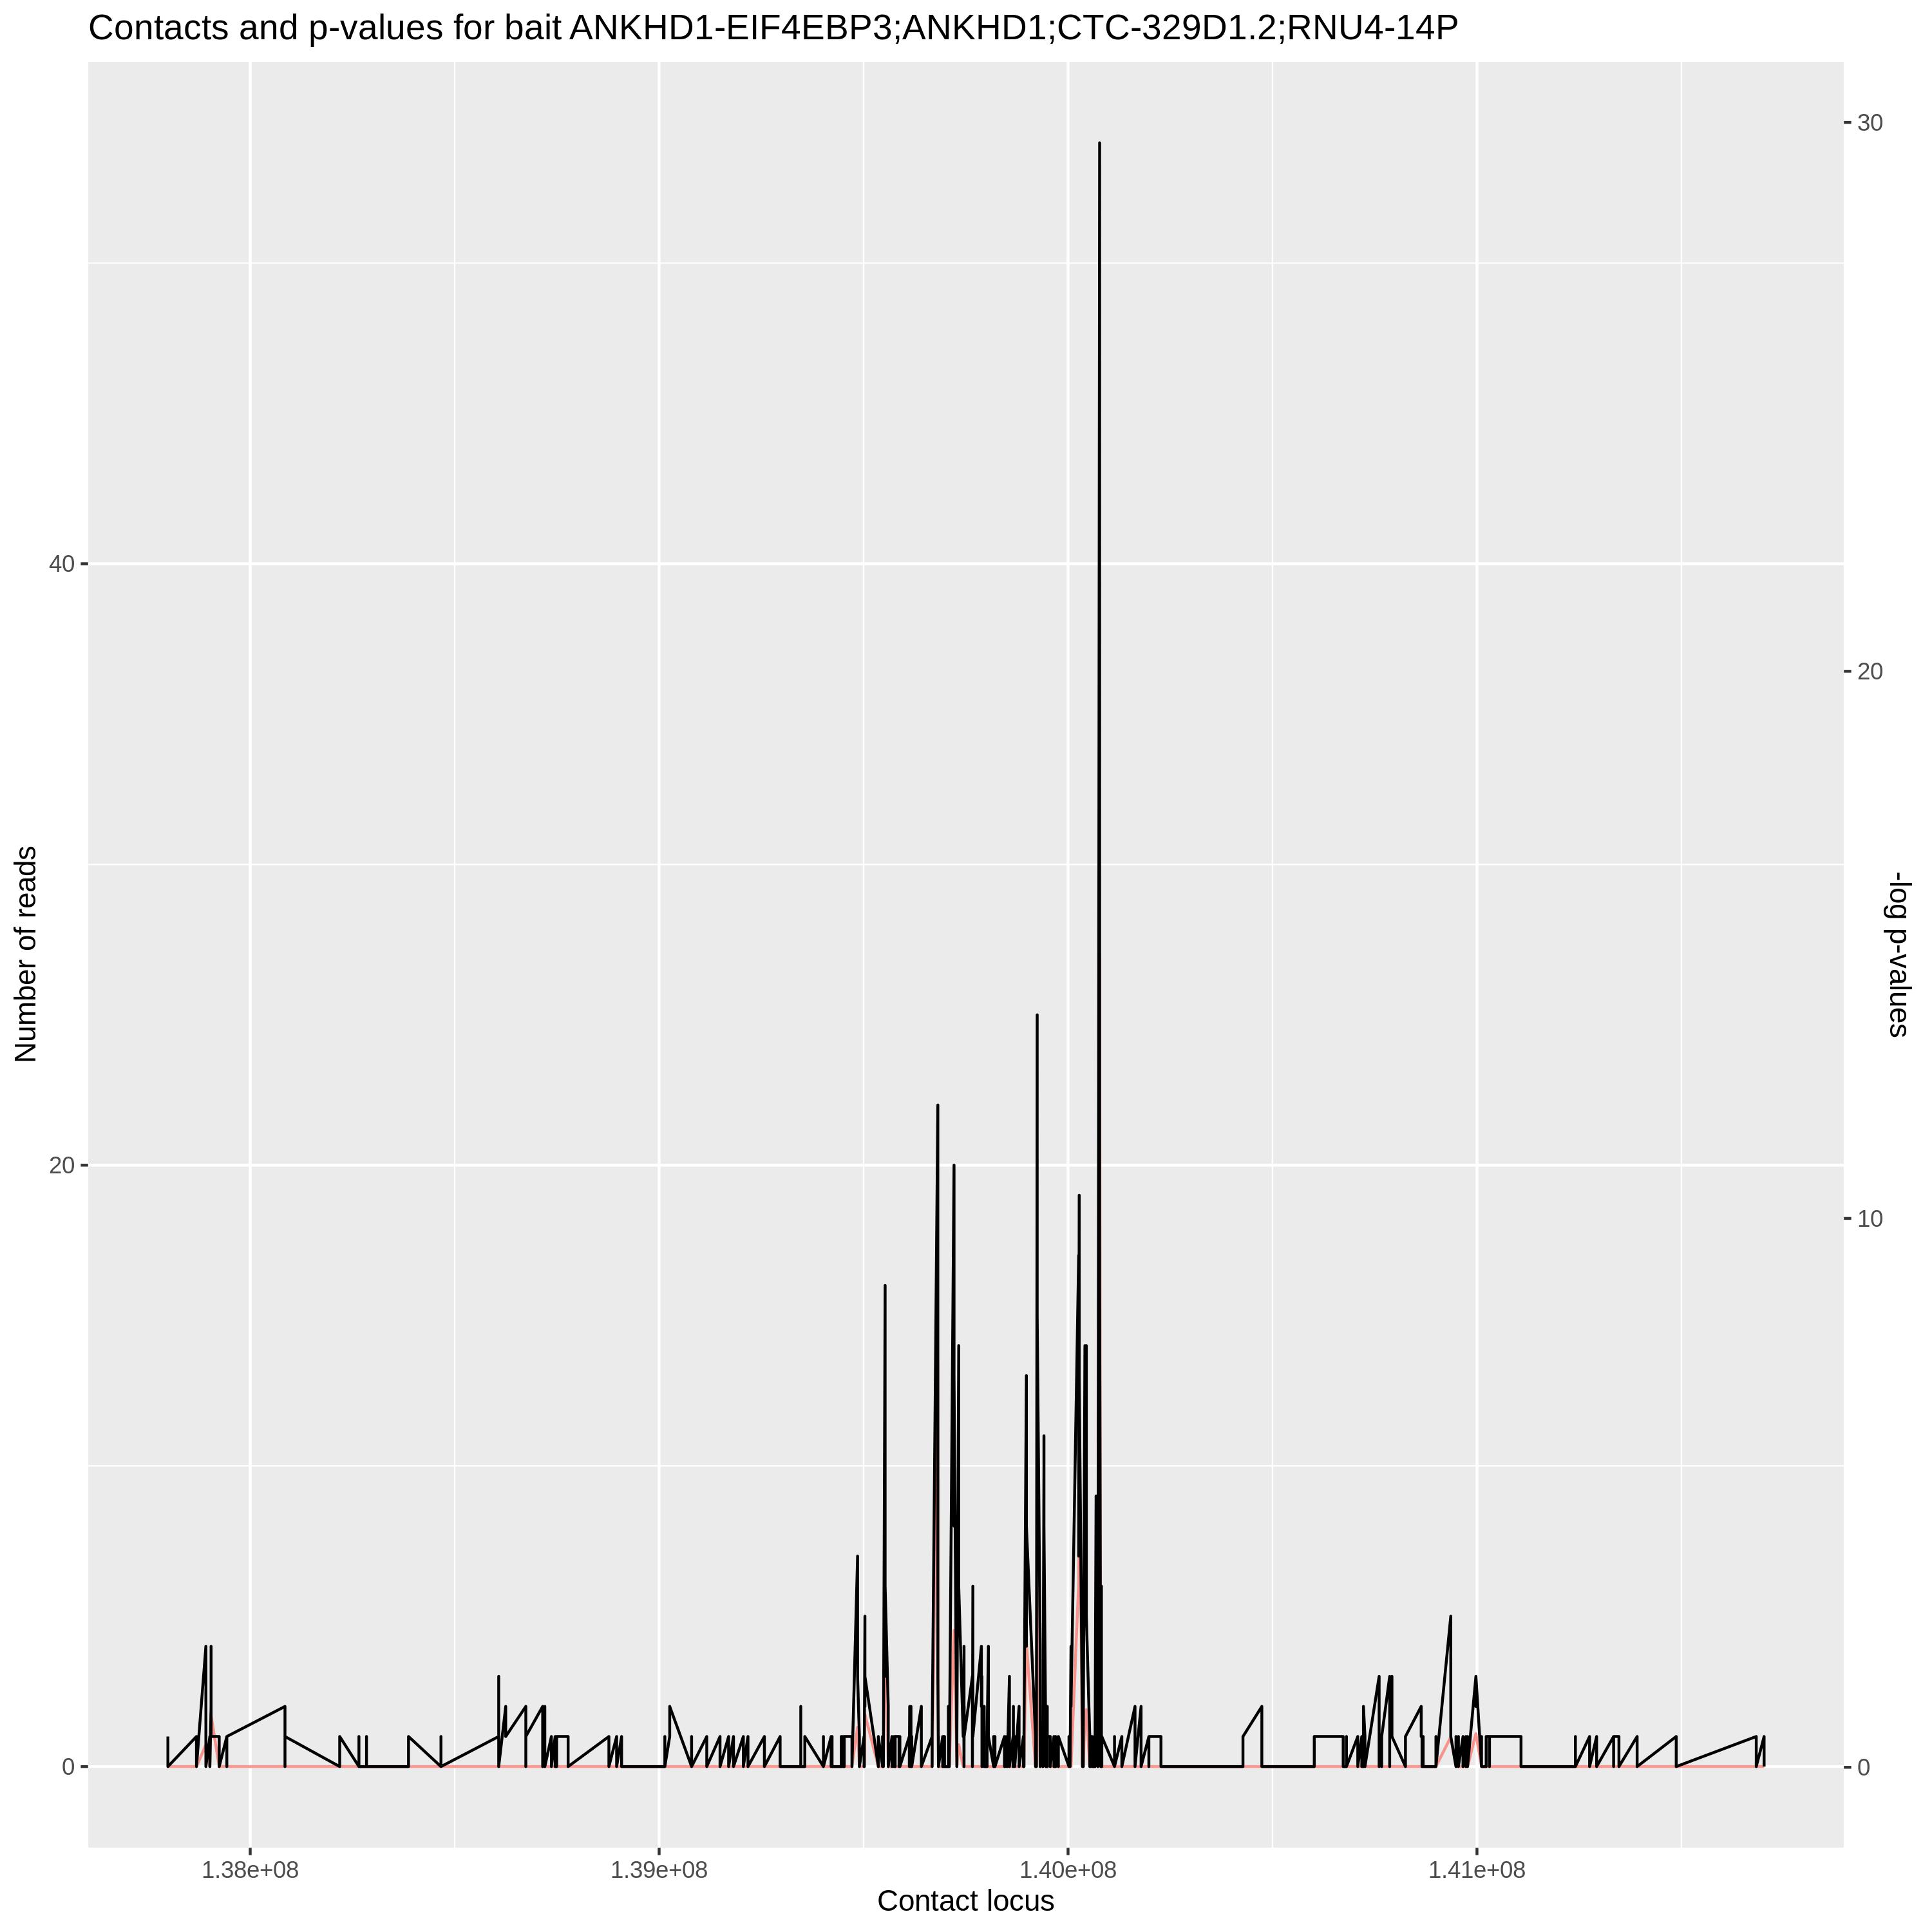 Contacts and p-values for bait ANKHD1-EIF4EBP3;ANKHD1;CTC-329D1.2;RNU4-14P
30
40
20
20
10
0
0
Number of reads
-log p-values
1.38e+08
1.39e+08
1.40e+08
1.41e+08
Contact locus